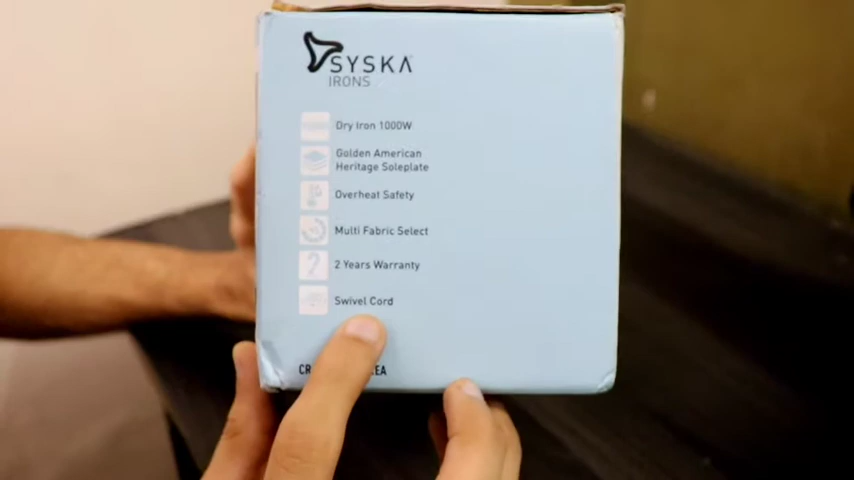 SYSKA
IRONS
Dry Iron 1000W
Golden American
Heritage Soleplate
Overheat Safety
Multi Fabric Select
2 Years Warranty
Swivel Cord